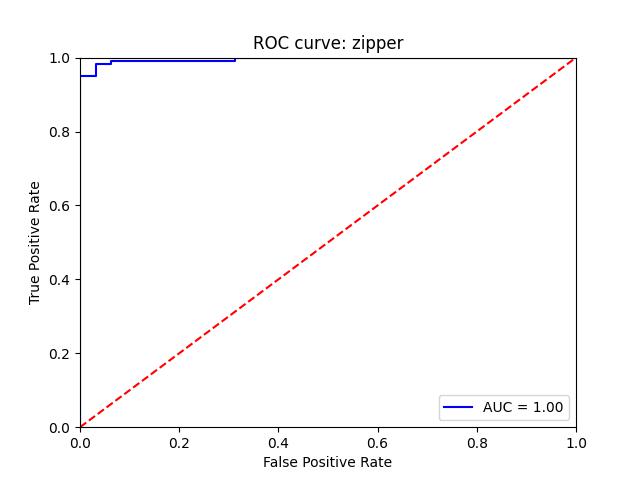 ROC curve: zipper
True Positive Rate
1.0
0.8
0.6
0.4
0.2
0.0
AUC = 1.00
0.0 0.2 0.4 0.6 0.8 1.0
False Positive Rate